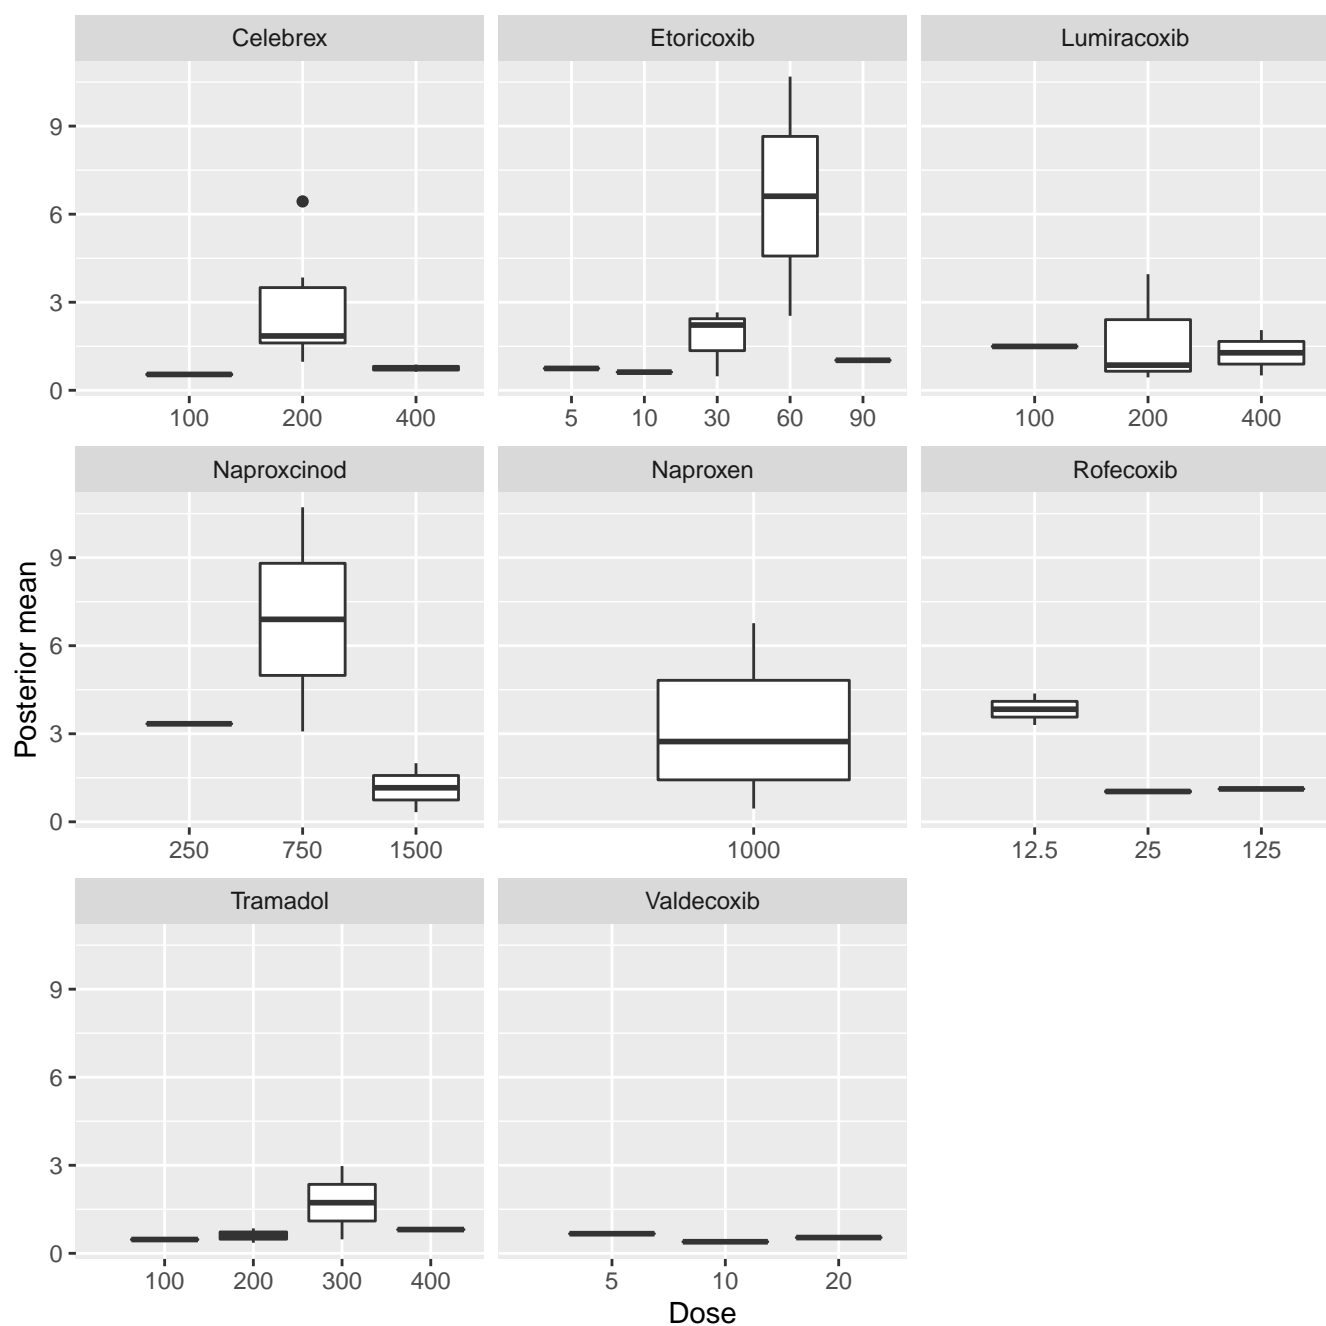 Celebrex Etoricoxib Lumiracoxib
9
6
3
0
100 200 400 5 10 30 60 90 100 200 400
Naproxcinod Naproxen Rofecoxib
9
6
3
0
250 750 1500 1000 12.5 25 125
Posterior mean
Tramadol Valdecoxib
9
6
3
0
100 200 300 400 5 10 20
Dose